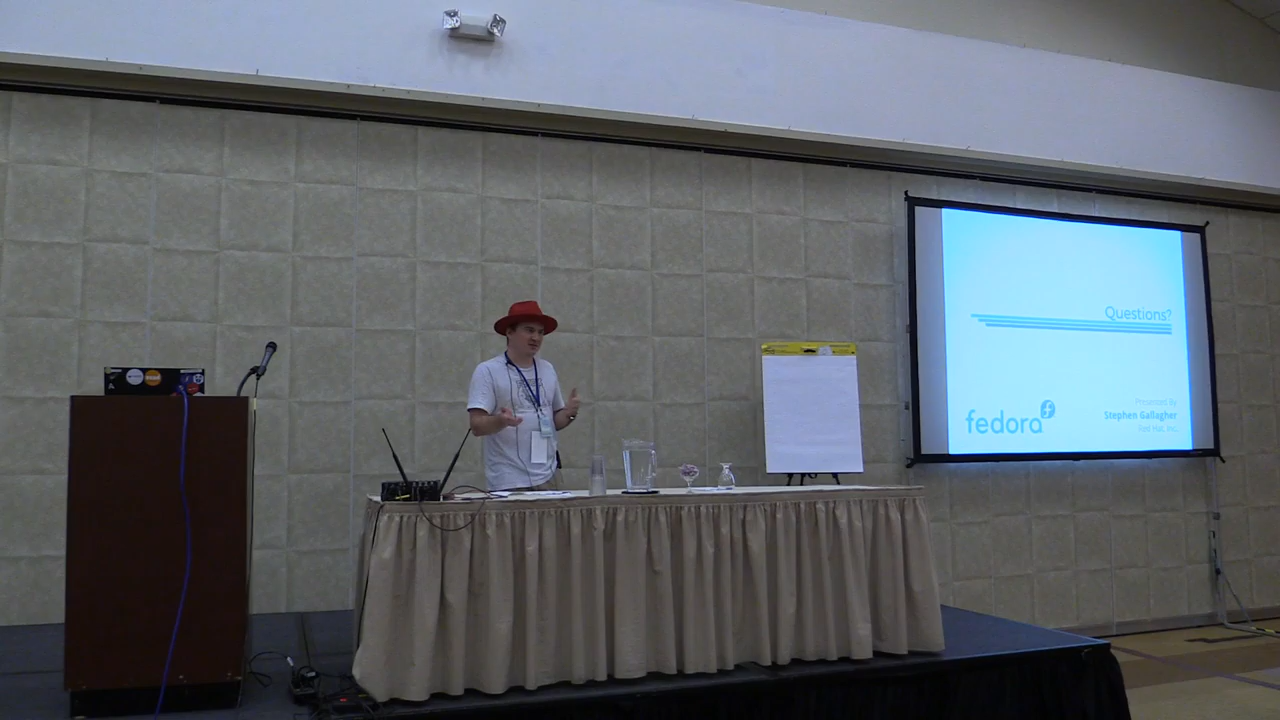 Questions?
fedora
Presented By
Stephen Gallagher
Red Hat, Inc.